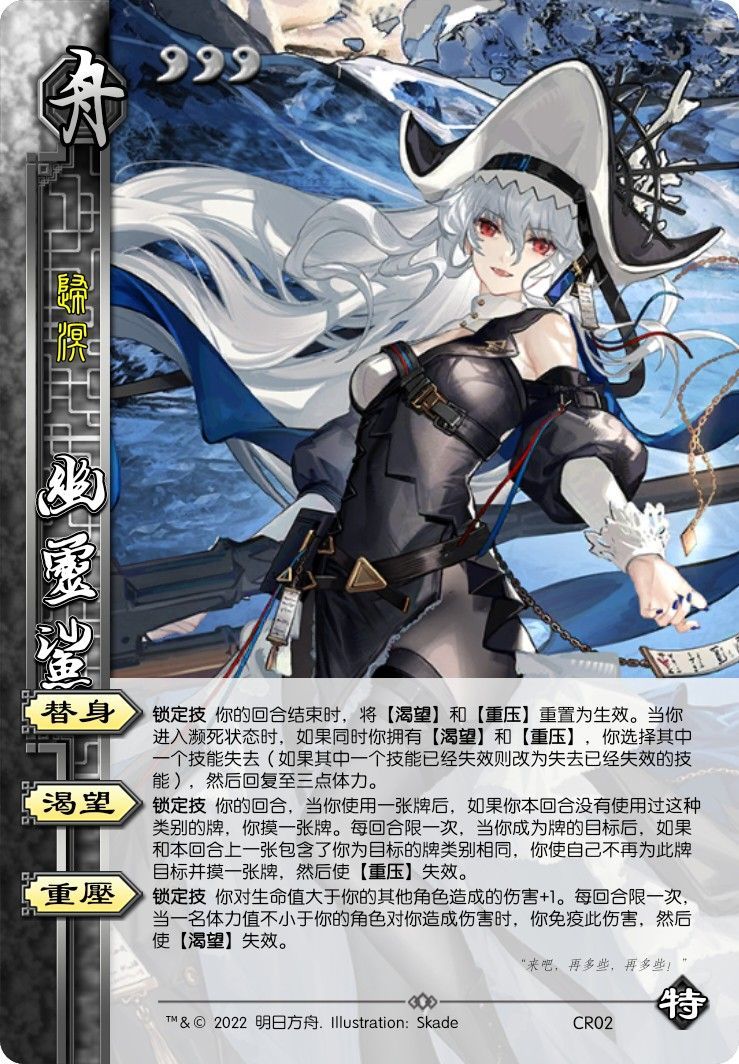 舟
歸溟
幽靈鯊
替身
锁定技 你的回合结束时，将【渴望】和【重压】重置为生效。当你
进入濒死状态时，如果同时你拥有【渴望】和【重压】，你选择其中
一个技能失去（如果其中一个技能已经失效则改为失去已经失效的技
能），然后回复至三点体力。
渴望
锁定技 你的回合，当你使用一张牌后，如果你本回合没有使用过这种
类别的牌，你摸一张牌。每回合限一次，当你成为牌的目标后，如果
和本回合上一张包含了你为目标的牌类别相同，你使自己不再为此牌
目标并摸一张牌，然后使【重压】失效。
重壓
锁定技 你对生命值大于你的其他角色造成的伤害+1。每回合限一次，
当一名体力值不小于你的角色对你造成伤害时，你免疫此伤害，然后
使【渴望】失效。
“来吧，再多些，再多些！”
特
™&© 2022 明日方舟. Illustration: Skade
CR02